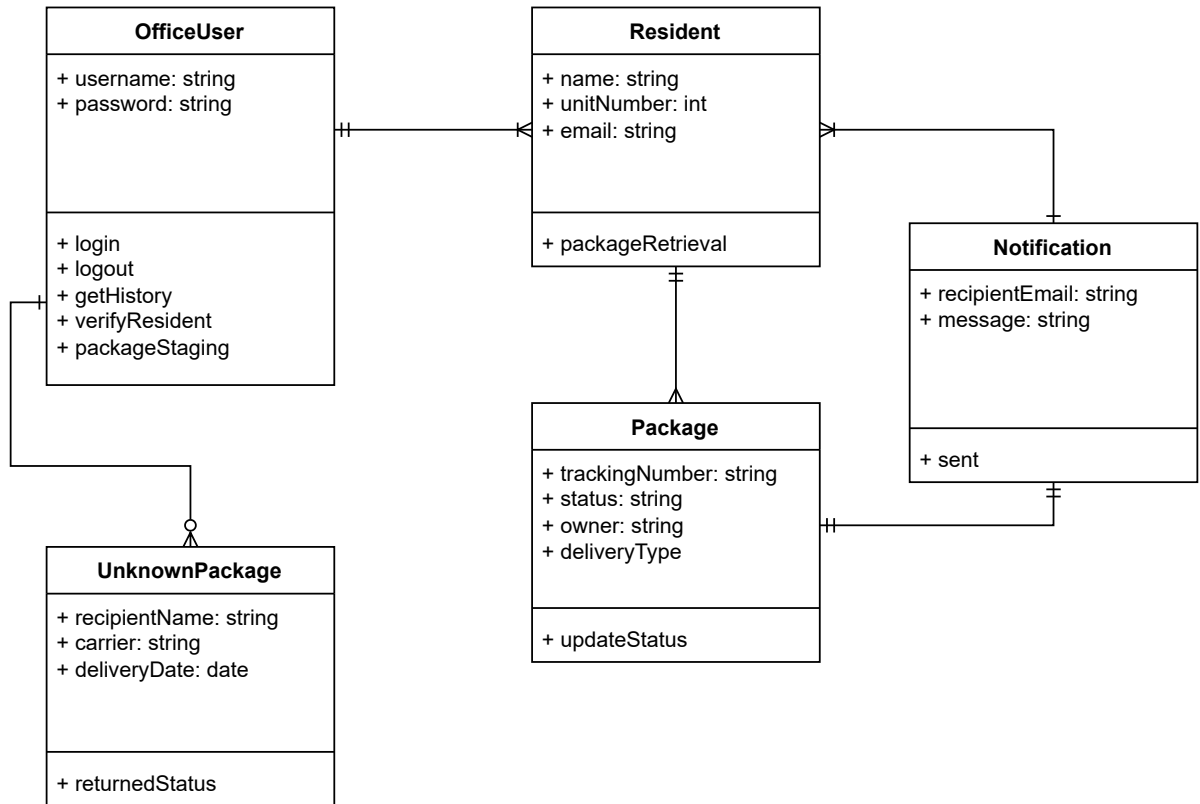 OfficeUser
+ username: string
+ password: string
+ login
+ logout
+ getHistory
+ verifyResident
+ packageStaging
Resident
+ name: string
+ unitNumber: int
+ email: string
+ packageRetrieval
Notification
+ recipientEmail: string
+ message: string
+ sent
Package
+ trackingNumber: string
+ status: string
+ owner: string
+ deliveryType
+ updateStatus
UnknownPackage
+ recipientName: string
+ carrier: string
+ deliveryDate: date
+ returnedStatus